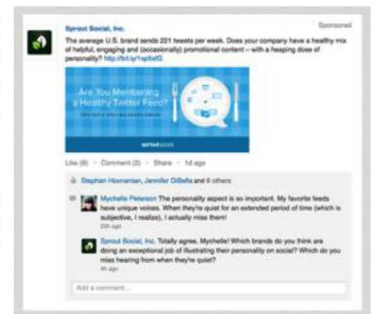 Sprout Social, Inc.
Sponsored
The average U.S. brand sends 221 tweets per week. Does your company have a healthy mix
of helpful, engaging and (occasionally) promotional content – with a heaping dose of
personality?
Are You Maintaining
a Healthy Twitter Feed?
Like (8) · Comment (2) · Share · 1d ago
Stephan Hovnanian, Jennifer DiBella and 6 others
Mychelle Peterson The personality aspect is so important. My favorite feeds
have unique voices. When they're quiet for an extended period of time (which is
subjective, I realize), I actually miss them!
Sprout Social, Inc. Totally agree, Mychelle! Which brands do you think are
doing an exceptional job of illustrating their personality on social? Which do you
miss hearing from when they're quiet?
Add a comment...